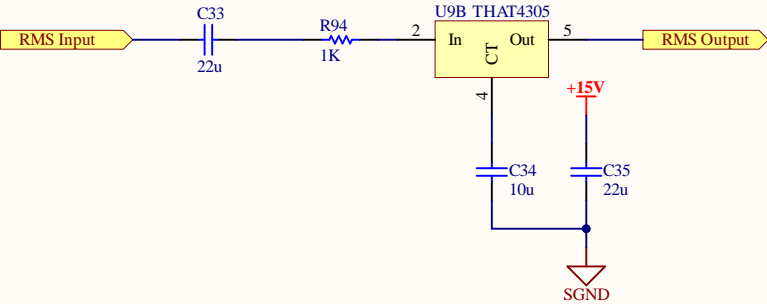 C33
U9B THAT4305
RMS Input
22u
R94
1K
2
In
Out
CT
5
RMS Output
4
+15V
C34
10u
C35
22u
SGND